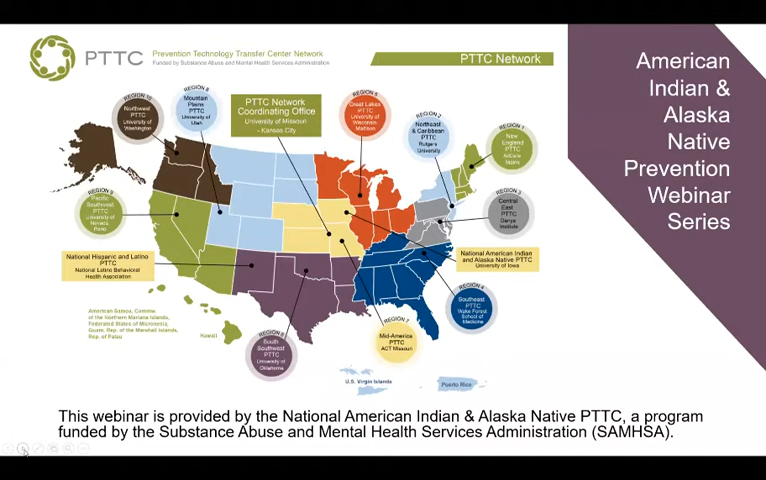 PTTC
Prevention Technology Transfer Center Network
Funded by Substance Abuse and Mental Health Services Administration
PTTC Network
American
Indian &
Alaska
Native
Prevention
Webinar
Series
REGION 10
Northwest
PTTC
University of
Washington
REGION 8
Mountain
Plains
PTTC
University of
Utah
PTTC Network
Coordinating Office
University of Missouri
- Kansas City
REGION 5
Great Lakes
PTTC
University of
Wisconsin
Madison
REGION 2
Northeast
& Caribbean
PTTC
Rutgers
University
REGION 1
New
England
PTTC
AdCare
REGION 9
Pacific
Southwest
PTTC
University of
Nevada
Reno
REGION 3
Central
East
PTTC
Danya
Institute
National Hispanic and Latino
PTTC
National Latino Behavioral
Health Association
National American Indian
and Alaska Native PTTC
University of Iowa
American Samoa, Commw.
of the Northern Mariana Islands,
Federated States of Micronesia,
Guam, Rep. of the Marshall Islands,
Rep. of Palau
Hawaii
REGION 6
South
Southwest
PTTC
University of
Oklahoma
REGION 7
Mid-America
PTTC
ACT Missouri
REGION 4
Southeast
PTTC
Wake Forest
School of
Medicine
U.S. Virgin Islands
Puerto Rico
This webinar is provided by the National American Indian & Alaska Native PTTC, a program
funded by the Substance Abuse and Mental Health Services Administration (SAMHSA).